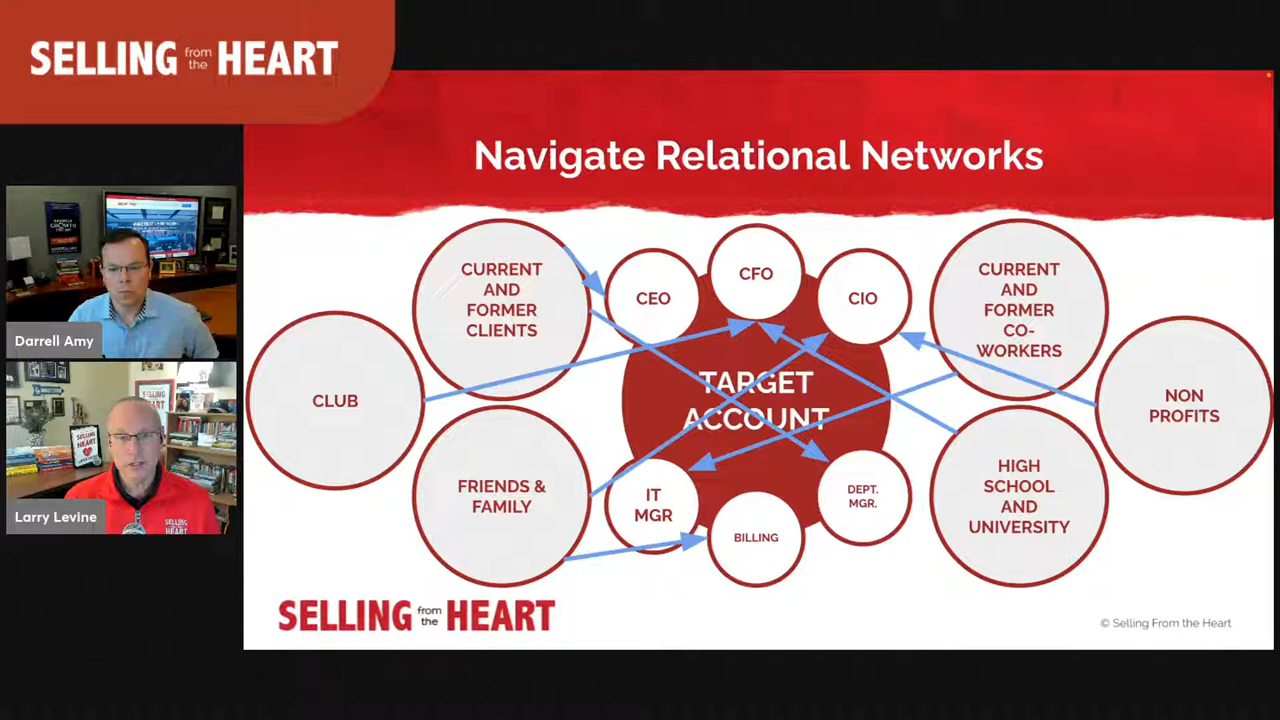 SELLING from the HEART
Navigate Relational Networks
CURRENT
AND
FORMER
CLIENTS
CEO
CFO
CIO
CURRENT
AND
FORMER
CO-
WORKERS
CLUB
TARGET
ACCOUNT
NON
PROFITS
FRIENDS &
FAMILY
IT
MGR
BILLING
DEPT.
MGR.
HIGH
SCHOOL
AND
UNIVERSITY
Darrell Amy
Larry Levine
SELLING from the HEART
© Selling From the Heart